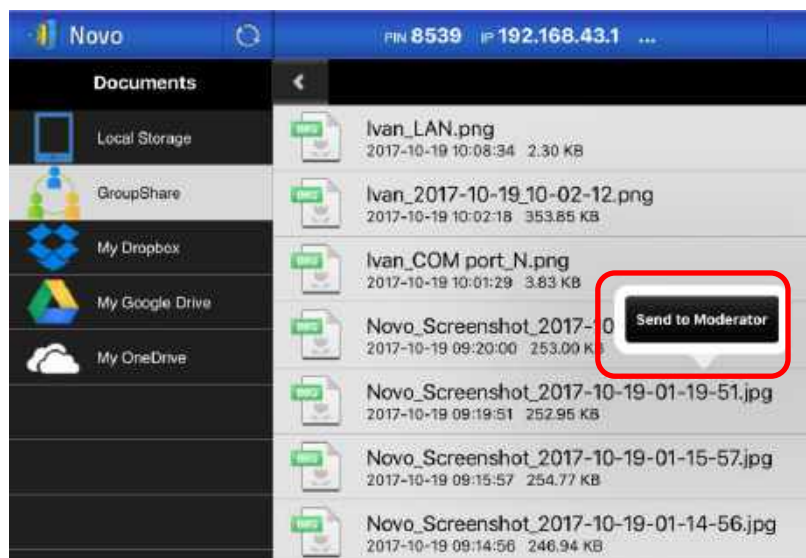 Novo
PIN 8539 IP 192.168.43.1 ...
Documents
Local Storage
GroupShare
My Dropbox
My Google Drive
My OneDrive
Ivan_LAN.png
2017-10-19 10:08:34 2.30 KB
Ivan_2017-10-19_10-02-12.png
2017-10-19 10:02:18 353.85 KB
Ivan_COM port_N.png
2017-10-19 10:01:29 3.83 KB
Send to Moderator
Novo_Screenshot_2017-10
2017-10-19 09:20:00 253.00 K
Novo_Screenshot_2017-10-19-01-19-51.jpg
2017-10-19 09:19:51 252.95 KB
Novo_Screenshot_2017-10-19-01-15-57.jpg
2017-10-19 09:15:57 254.77 KB
Novo_Screenshot_2017-10-19-01-14-56.jpg
2017-10-19 09:14:56 246.94 KB